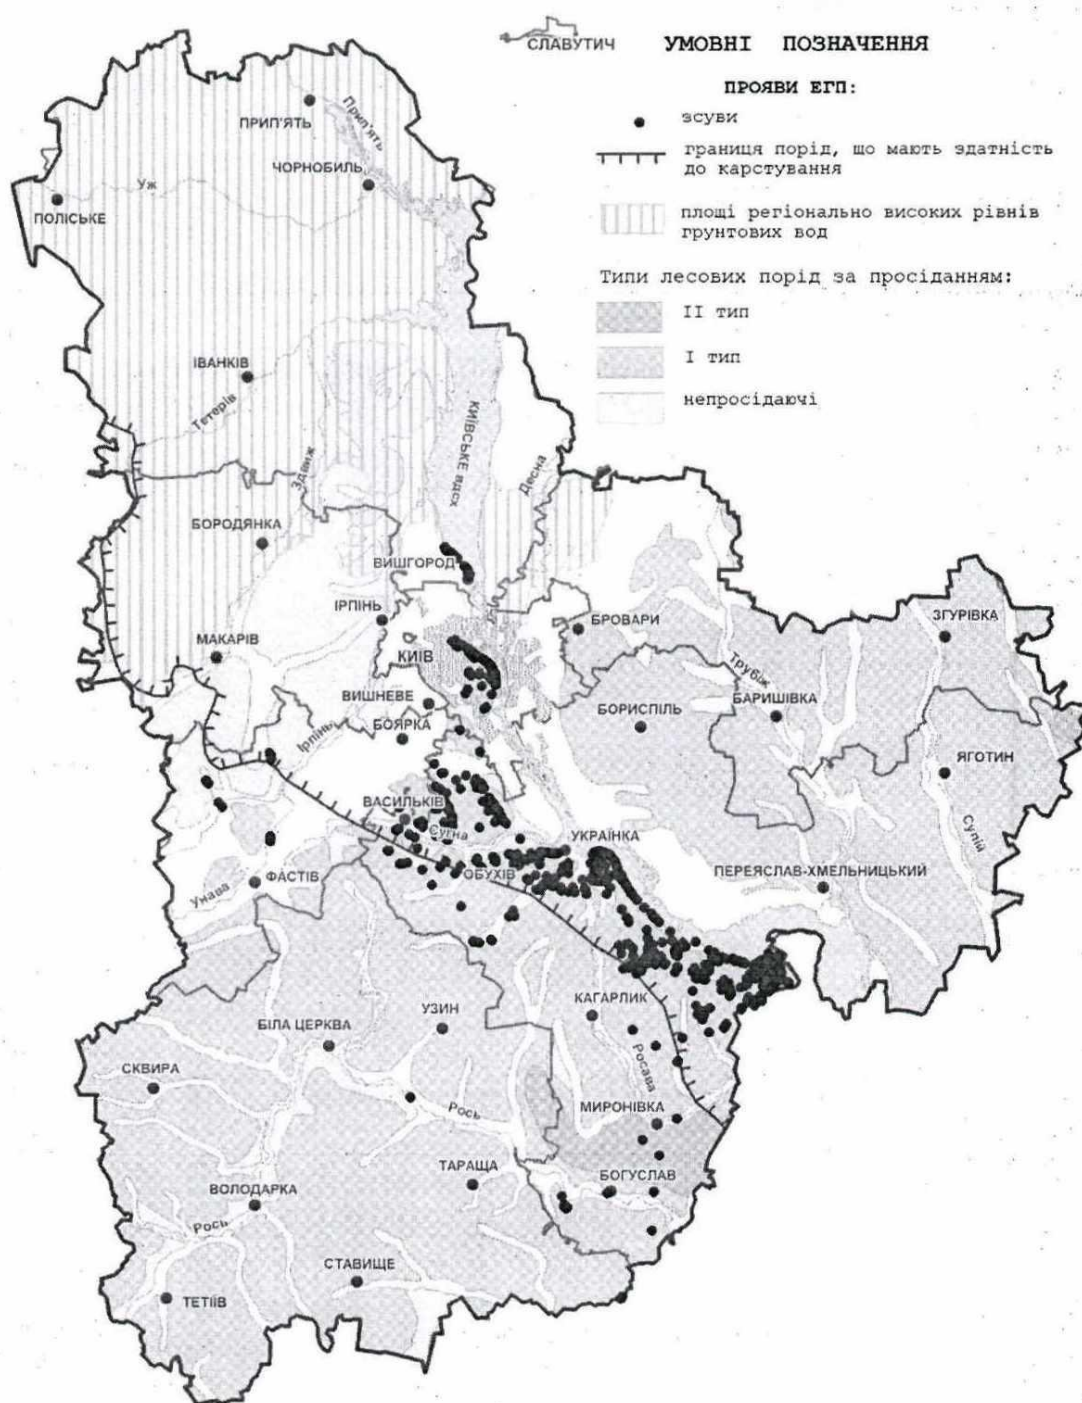 СЛАВУТИЧ
УМОВНІ ПОЗНАЧЕННЯ
ПРОЯВИ ЕГП:
зсуви
границя порід, що мають здатність
до карстування
площі регіонально високих рівнів
грунтових вод
Типи лесових порід за просіданням:
ІІ тип
І тип
непросідаючі
ПРИП'ЯТЬ
Прип'ять
ЧОРНОБИЛЬ
Уж
ПОЛІСЬКЕ
ІВАНКІВ
Тетерів
КИЇВСЬКЕ вдсх
Здвиж
Десна
БОРОДЯНКА
ВИШГОРОД
ІРПІНЬ
БРОВАРИ
ЗГУРІВКА
МАКАРІВ
КИЇВ
Трубіж
ВИШНЕВЕ
БАРИШІВКА
БОРИСПІЛЬ
БОЯРКА
Ірпінь
ЯГОТИН
ВАСИЛЬКІВ
Стугна
УКРАЇНКА
Супій
ОБУХІВ
ПЕРЕЯСЛАВ-ХМЕЛЬНИЦЬКИЙ
ФАСТІВ
Унава
КАГАРЛИК
УЗИН
БІЛА ЦЕРКВА
Росава
СКВИРА
МИРОНІВКА
Рось
ТАРАЩА
БОГУСЛАВ
ВОЛОДАРКА
Рось
СТАВИЩЕ
ТЕТІЇВ